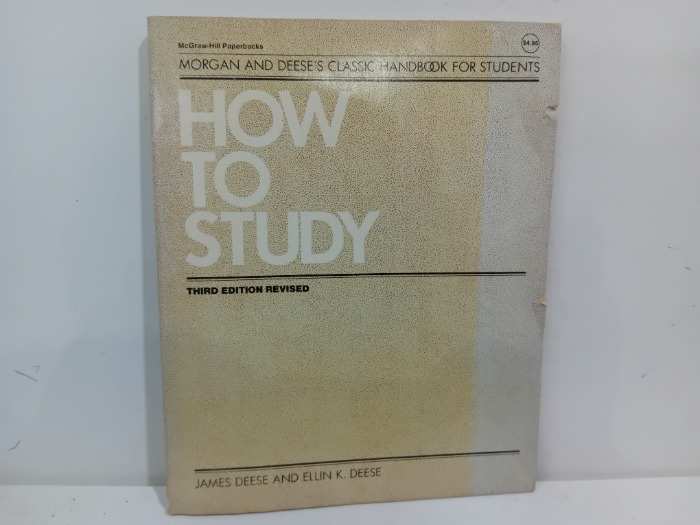 McGraw-Hill Paperbacks
$4.95
MORGAN AND DEESE'S CLASSIC HANDBOOK FOR STUDENTS
HOW
TO
STUDY
THIRD EDITION REVISED
JAMES DEESE AND ELLIN K. DEESE